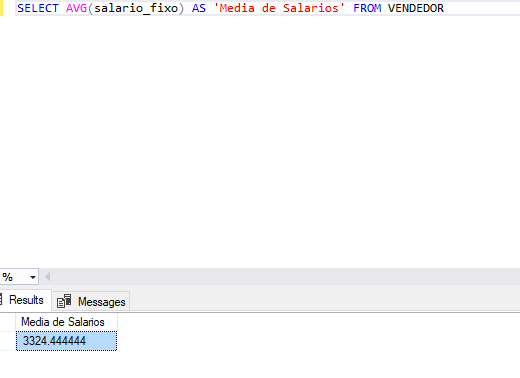 SELECT AVG(salario_fixo) AS 'Media de Salarios' FROM VENDEDOR
%
Results Messages
Media de Salarios
3324.444444